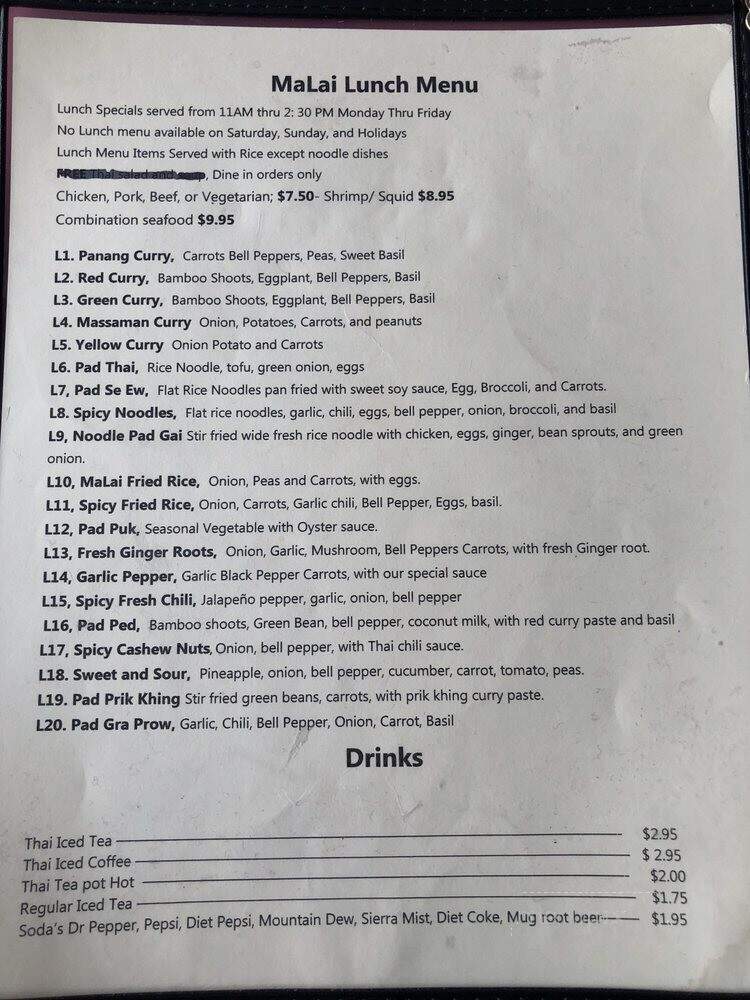 MaLai Lunch Menu
Lunch Specials served from 11AM thru 2: 30 PM Monday Thru Friday
No Lunch menu available on Saturday, Sunday, and Holidays
Lunch Menu Items Served with Rice except noodle dishes
FREE Thai salad and soup, Dine in orders only
Chicken, Pork, Beef, or Vegetarian; $7.50- Shrimp/ Squid $8.95
Combination seafood $9.95
L1. Panang Curry, Carrots Bell Peppers, Peas, Sweet Basil
L2. Red Curry, Bamboo Shoots, Eggplant, Bell Peppers, Basil
L3. Green Curry, Bamboo Shoots, Eggplant, Bell Peppers, Basil
L4. Massaman Curry Onion, Potatoes, Carrots, and peanuts
L5. Yellow Curry Onion Potato and Carrots
L6. Pad Thai, Rice Noodle, tofu, green onion, eggs
L7, Pad Se Ew, Flat Rice Noodles pan fried with sweet soy sauce, Egg, Broccoli, and Carrots.
L8. Spicy Noodles, Flat rice noodles, garlic, chili, eggs, bell pepper, onion, broccoli, and basil
L9, Noodle Pad Gai Stir fried wide fresh rice noodle with chicken, eggs, ginger, bean sprouts, and green
onion.
L10, MaLai Fried Rice, Onion, Peas and Carrots, with eggs.
L11, Spicy Fried Rice, Onion, Carrots, Garlic chili, Bell Pepper, Eggs, basil.
L12, Pad Puk, Seasonal Vegetable with Oyster sauce.
L13, Fresh Ginger Roots, Onion, Garlic, Mushroom, Bell Peppers Carrots, with fresh Ginger root.
L14, Garlic Pepper, Garlic Black Pepper Carrots, with our special sauce
L15, Spicy Fresh Chili, Jalapeño pepper, garlic, onion, bell pepper
L16, Pad Ped, Bamboo shoots, Green Bean, bell pepper, coconut milk, with red curry paste and basil
L17, Spicy Cashew Nuts, Onion, bell pepper, with Thai chili sauce.
L18. Sweet and Sour, Pineapple, onion, bell pepper, cucumber, carrot, tomato, peas.
L19. Pad Prik Khing Stir fried green beans, carrots, with prik khing curry paste.
L20. Pad Gra Prow, Garlic, Chili, Bell Pepper, Onion, Carrot, Basil
Drinks
Thai Iced Tea $2.95
Thai Iced Coffee $ 2.95
Thai Tea pot Hot $2.00
Regular Iced Tea $1.75
Soda's Dr Pepper, Pepsi, Diet Pepsi, Mountain Dew, Sierra Mist, Diet Coke, Mug root beer $1.95